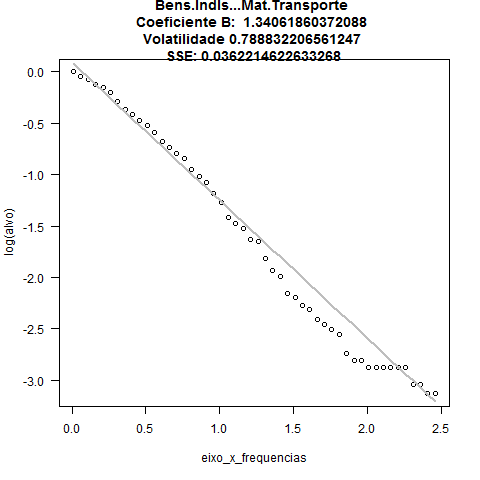 Bens.Indis...Mat.Transporte
Coeficiente B:  1.34061860372088
Volatilidade 0.788832206561247
SSE: 0.0362214622633268
log(alvo)
0.0
-0.5
-1.0
-1.5
-2.0
-2.5
-3.0
0.0 0.5 1.0 1.5 2.0 2.5
eixo_x_frequencias